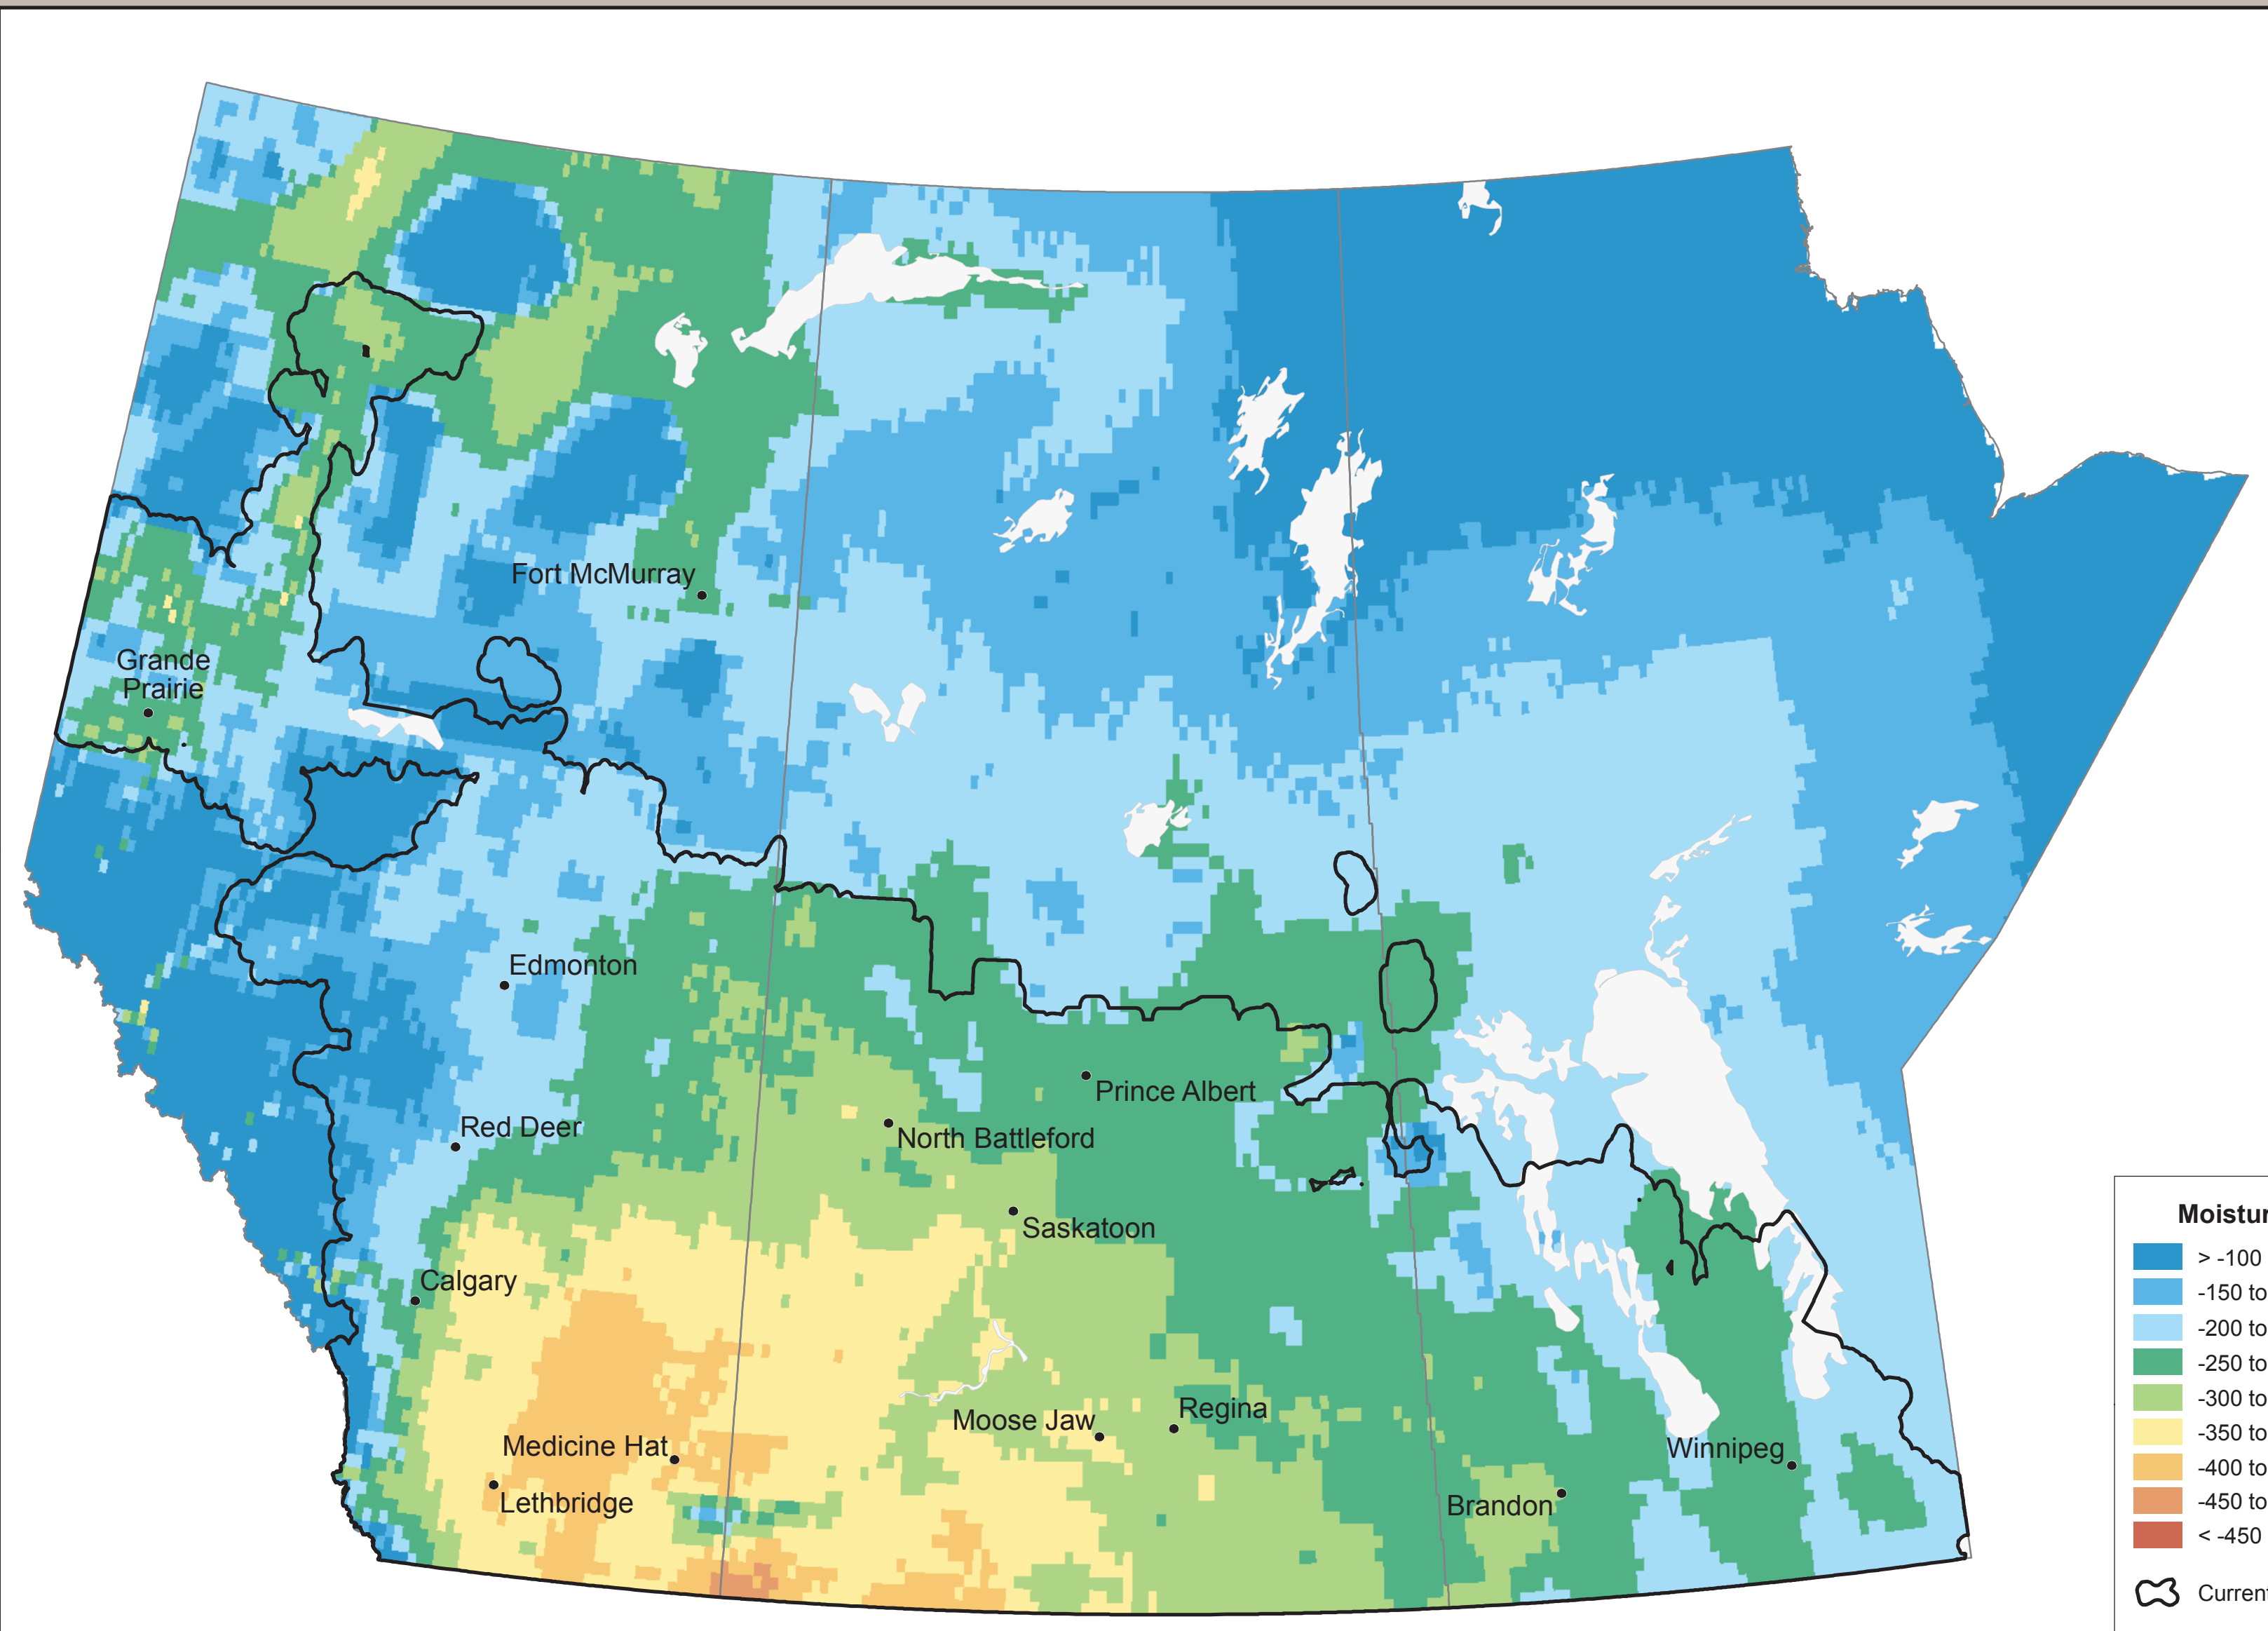 Fort McMurray
Grande
Prairie
Edmonton
Prince Albert
Red Deer
North Battleford
Saskatoon
Calgary
Moose Jaw
Regina
Medicine Hat
Lethbridge
Winnipeg
Brandon
Moistur
> -100
-150 to
-200 to
-250 to
-300 to
-350 to
-400 to
-450 to
< -450
Current